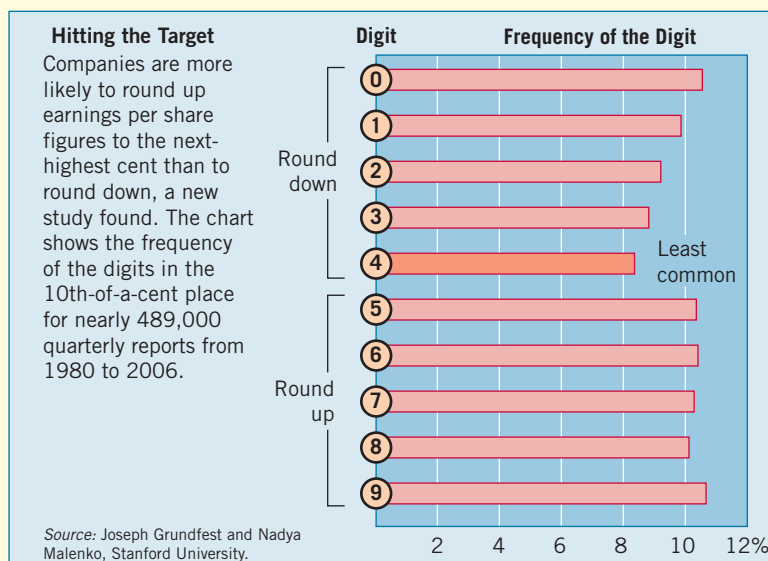 Hitting the Target
Companies are more
likely to round up
earnings per share
figures to the next-
highest cent than to
round down, a new
study found. The chart
shows the frequency
of the digits in the
10th-of-a-cent place
for nearly 489,000
quarterly reports from
1980 to 2006.
Source: Joseph Grundfest and Nadya
Malenko, Stanford University.
Digit
Frequency of the Digit
Round
down
0
1
2
3
4
Least
common
Round
up
5
6
7
8
9
2 4 6 8 10 12%